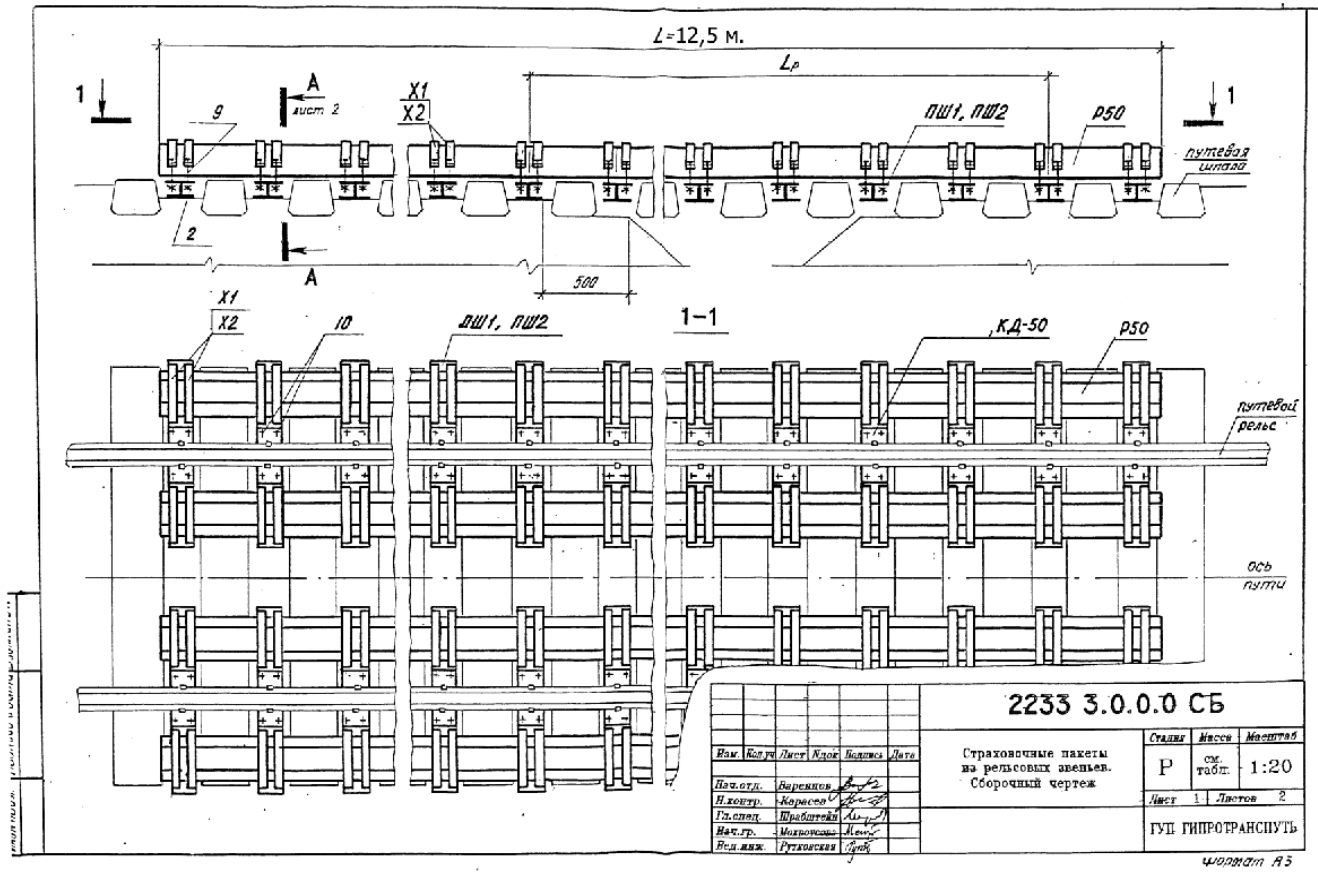 L=12,5 м.
Lр
1
А
лист 2
9
Х1
Х2
ПШ1, ПШ2
Р50
1
путевая
шпала
2
А
500
Х1
Х2
10
ПШ1, ПШ2
1-1
КД-50
Р50
путевой
рельс
ось
пути
2233 3.0.0.0 СБ
Страховочные пакеты
из рельсовых звеньев.
Сборочный чертеж
Стадия Масса Масштаб
Р см. табл. 1:20
Лист 1 Листов 2
ГУП ГИПРОТРАНСПУТЬ
Изм. Кол.уч Лист №док Подпись Дата
Нач.отд. Варенцов
Н.контр. Карасев
Гл.спец. Шрабштейн
Нач.гр.
Вед.инж. Рутковская
формат А3